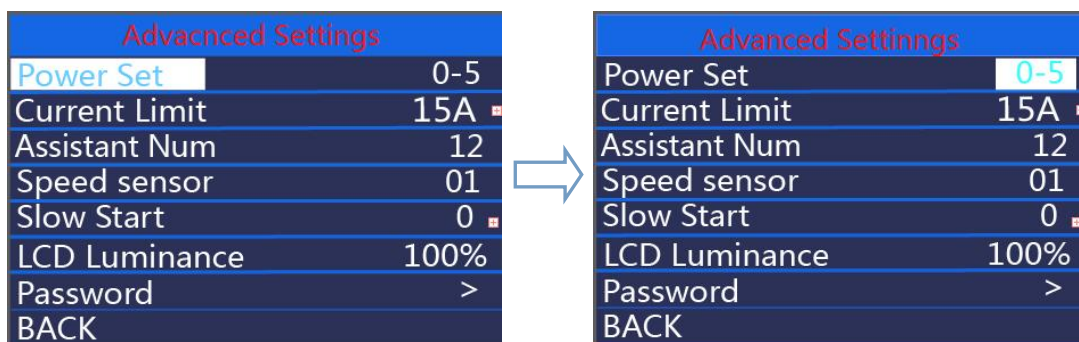 Advacnced Settings
Power Set 0-5
Current Limit 15A
Assistant Num 12
Speed sensor 01
Slow Start 0
LCD Luminance 100%
Password >
BACK
Advanced Settinngs
Power Set 0-5
Current Limit 15A
Assistant Num 12
Speed sensor 01
Slow Start 0
LCD Luminance 100%
Password >
BACK